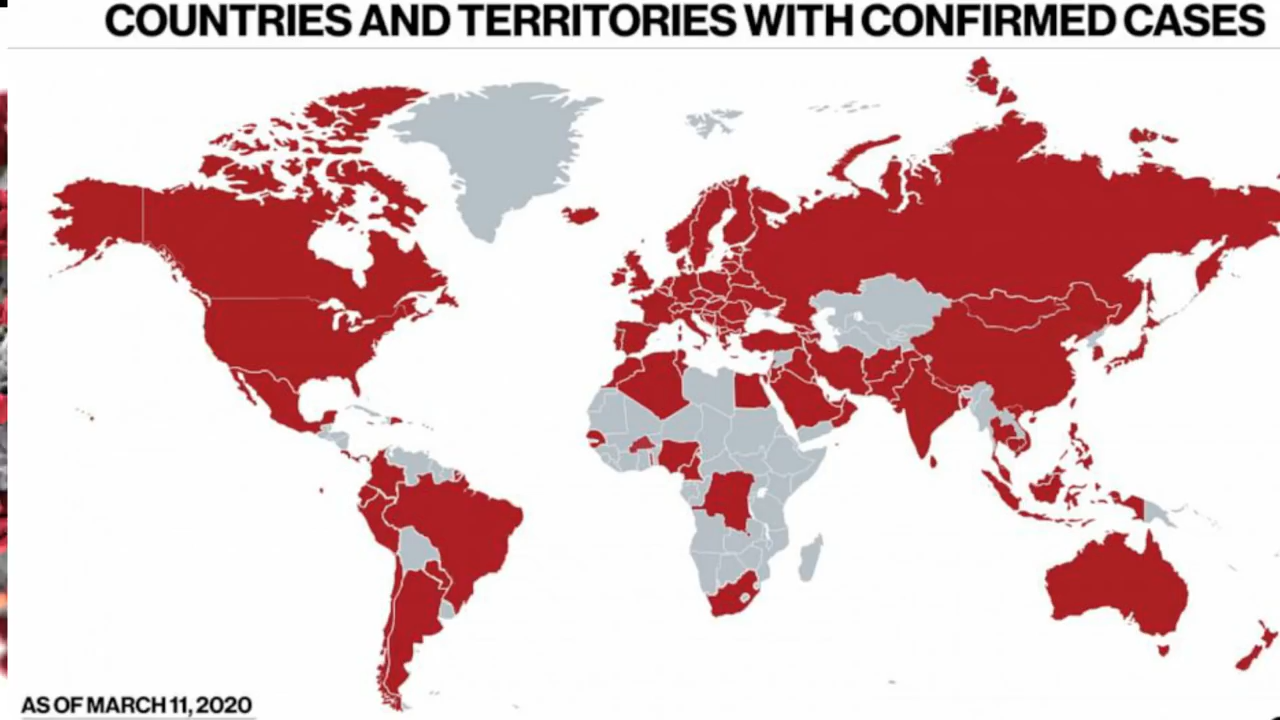 COUNTRIES AND TERRITORIES WITH CONFIRMED CASES
AS OF MARCH 11, 2020